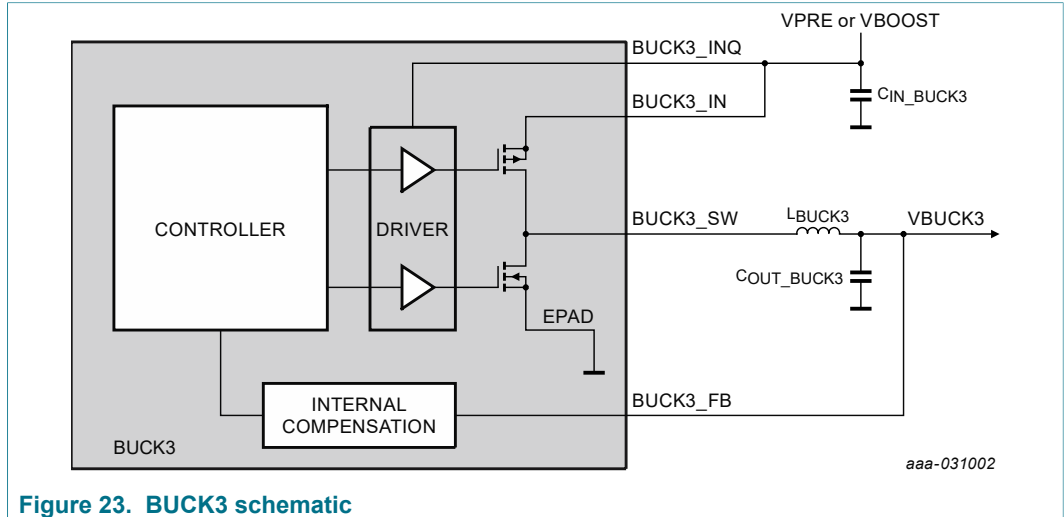 VPRE or VBOOST
BUCK3_INQ
BUCK3_IN
CIN_BUCK3
CONTROLLER
DRIVER
BUCK3_SW
LBUCK3
VBUCK3
COUT_BUCK3
EPAD
INTERNAL
COMPENSATION
BUCK3_FB
BUCK3
aaa-031002
Figure 23. BUCK3 schematic